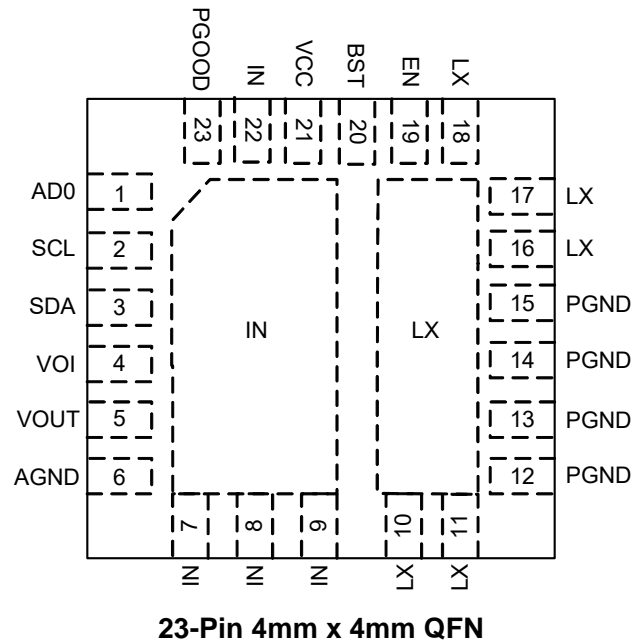 PGOOD IN VCC BST EN LX
23 22 21 20 19 18
AD0 1 17 LX
SCL 2 16 LX
SDA 3 15 PGND
IN LX
VOI 4 14 PGND
VOUT 5 13 PGND
AGND 6 12 PGND
7 8 9 10 11
IN IN IN LX LX
23-Pin 4mm x 4mm QFN